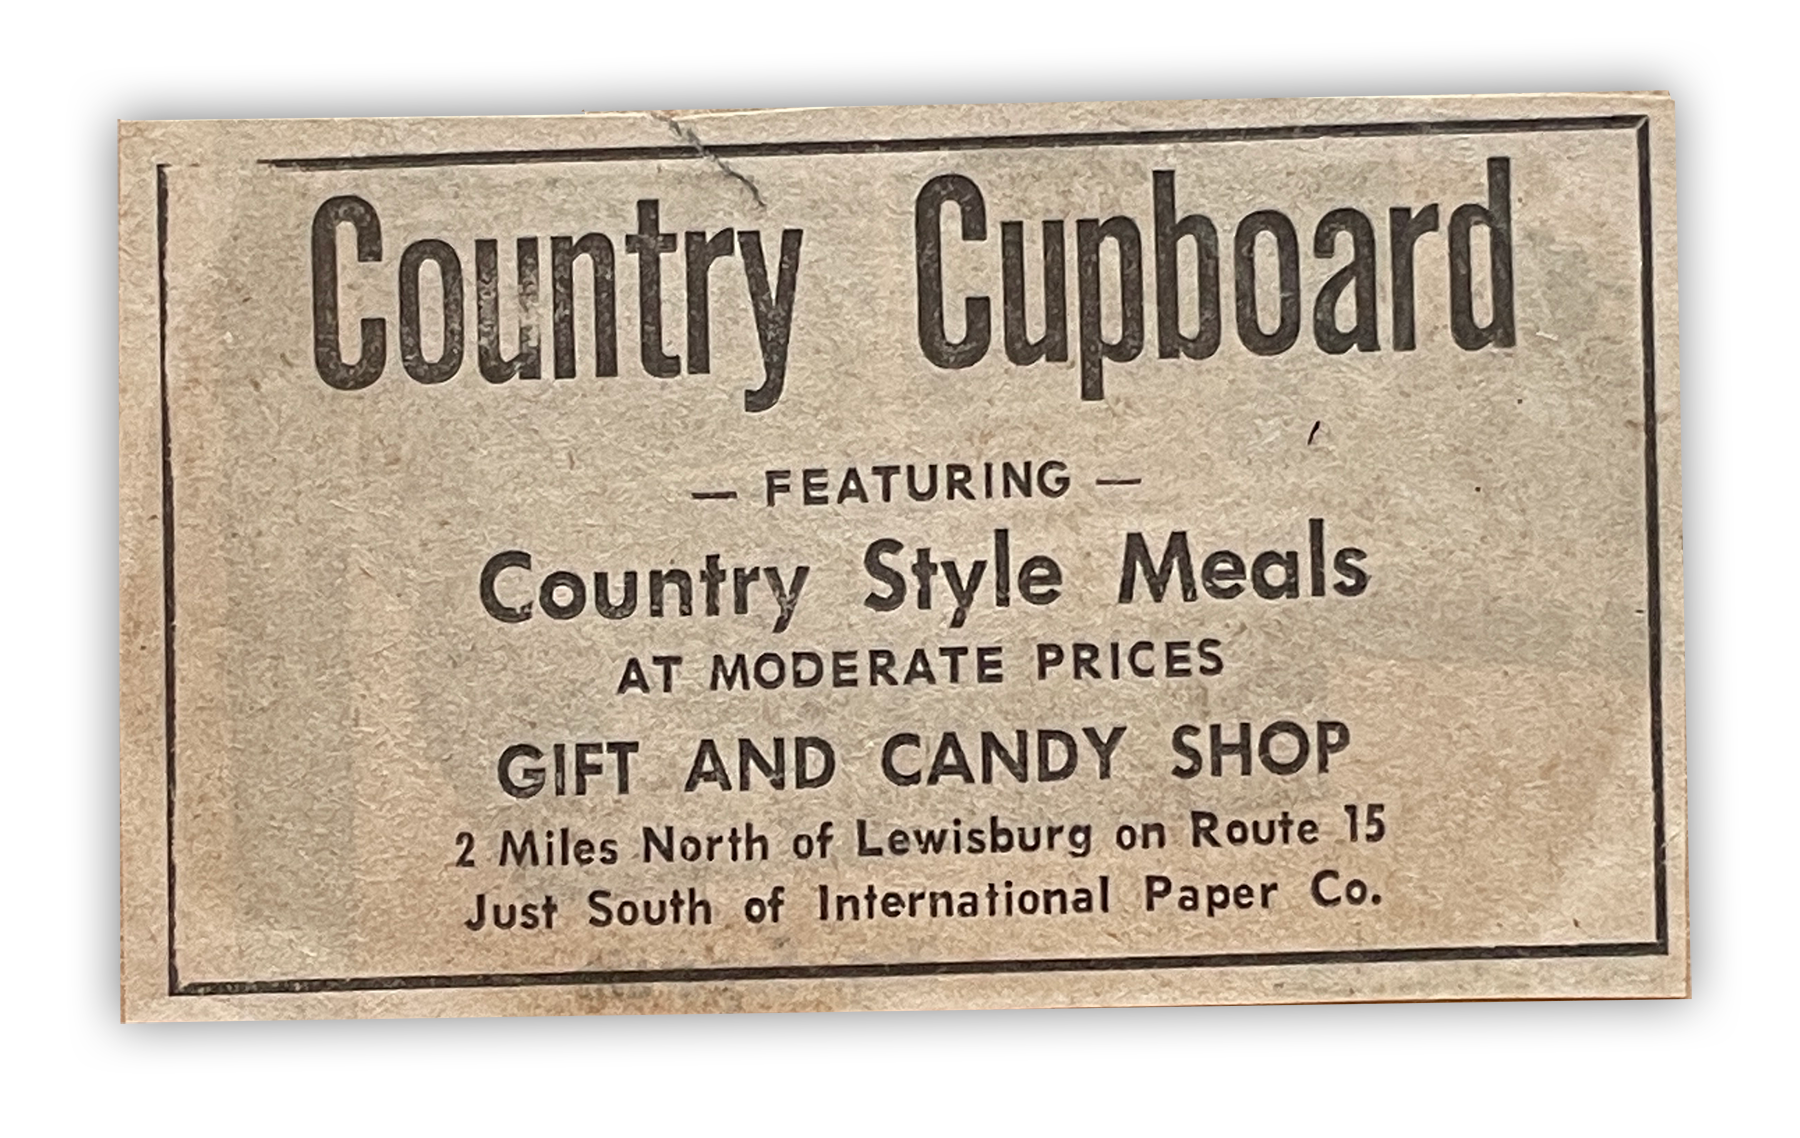 Country Cupboard
— FEATURING —
Country Style Meals
AT MODERATE PRICES
GIFT AND CANDY SHOP
2 Miles North of Lewisburg on Route 15
Just South of International Paper Co.